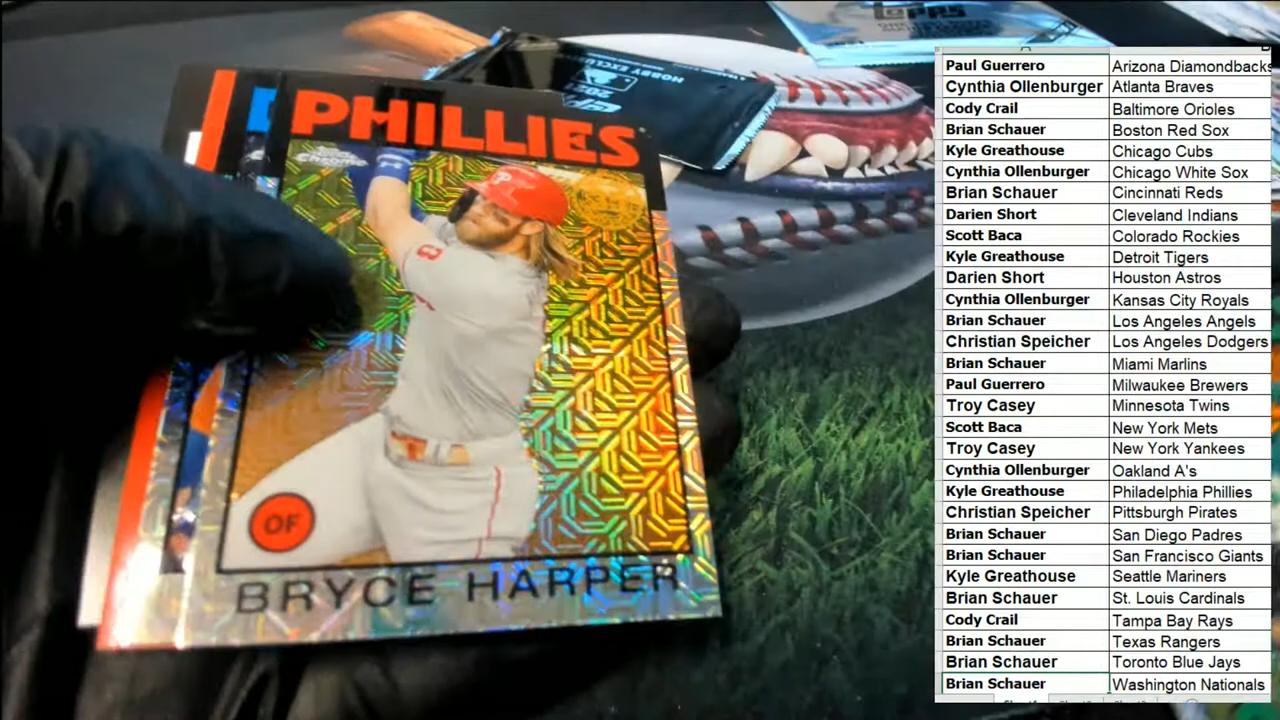 PHILLIES
Topps
CHROME
OF
BRYCE HARPER
HOBBY EXCLU
Paul Guerrero Arizona Diamondbacks
Cynthia Ollenburger Atlanta Braves
Cody Crail Baltimore Orioles
Brian Schauer Boston Red Sox
Kyle Greathouse Chicago Cubs
Cynthia Ollenburger Chicago White Sox
Brian Schauer Cincinnati Reds
Darien Short Cleveland Indians
Scott Baca Colorado Rockies
Kyle Greathouse Detroit Tigers
Darien Short Houston Astros
Cynthia Ollenburger Kansas City Royals
Brian Schauer Los Angeles Angels
Christian Speicher Los Angeles Dodgers
Brian Schauer Miami Marlins
Paul Guerrero Milwaukee Brewers
Troy Casey Minnesota Twins
Scott Baca New York Mets
Troy Casey New York Yankees
Cynthia Ollenburger Oakland A's
Kyle Greathouse Philadelphia Phillies
Christian Speicher Pittsburgh Pirates
Brian Schauer San Diego Padres
Brian Schauer San Francisco Giants
Kyle Greathouse Seattle Mariners
Brian Schauer St. Louis Cardinals
Cody Crail Tampa Bay Rays
Brian Schauer Texas Rangers
Brian Schauer Toronto Blue Jays
Brian Schauer Washington Nationals